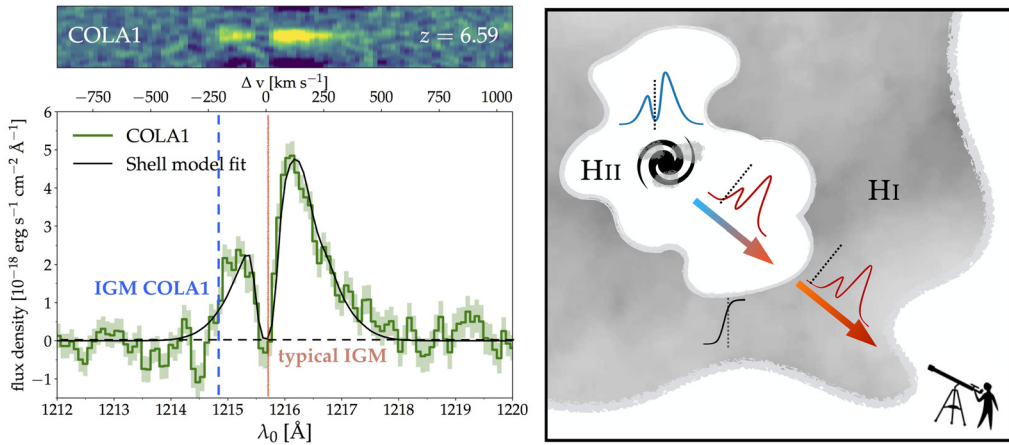 COLA1
z = 6.59
Δ v [km s⁻¹]
−750 −500 −250 0 250 500 750 1000
COLA1
Shell model fit
IGM COLA1
typical IGM
flux density [10⁻¹⁸ erg s⁻¹ cm⁻² Å⁻¹]
6
5
4
3
2
1
0
−1
1212 1213 1214 1215 1216 1217 1218 1219 1220
λ₀ [Å]
HII
HI